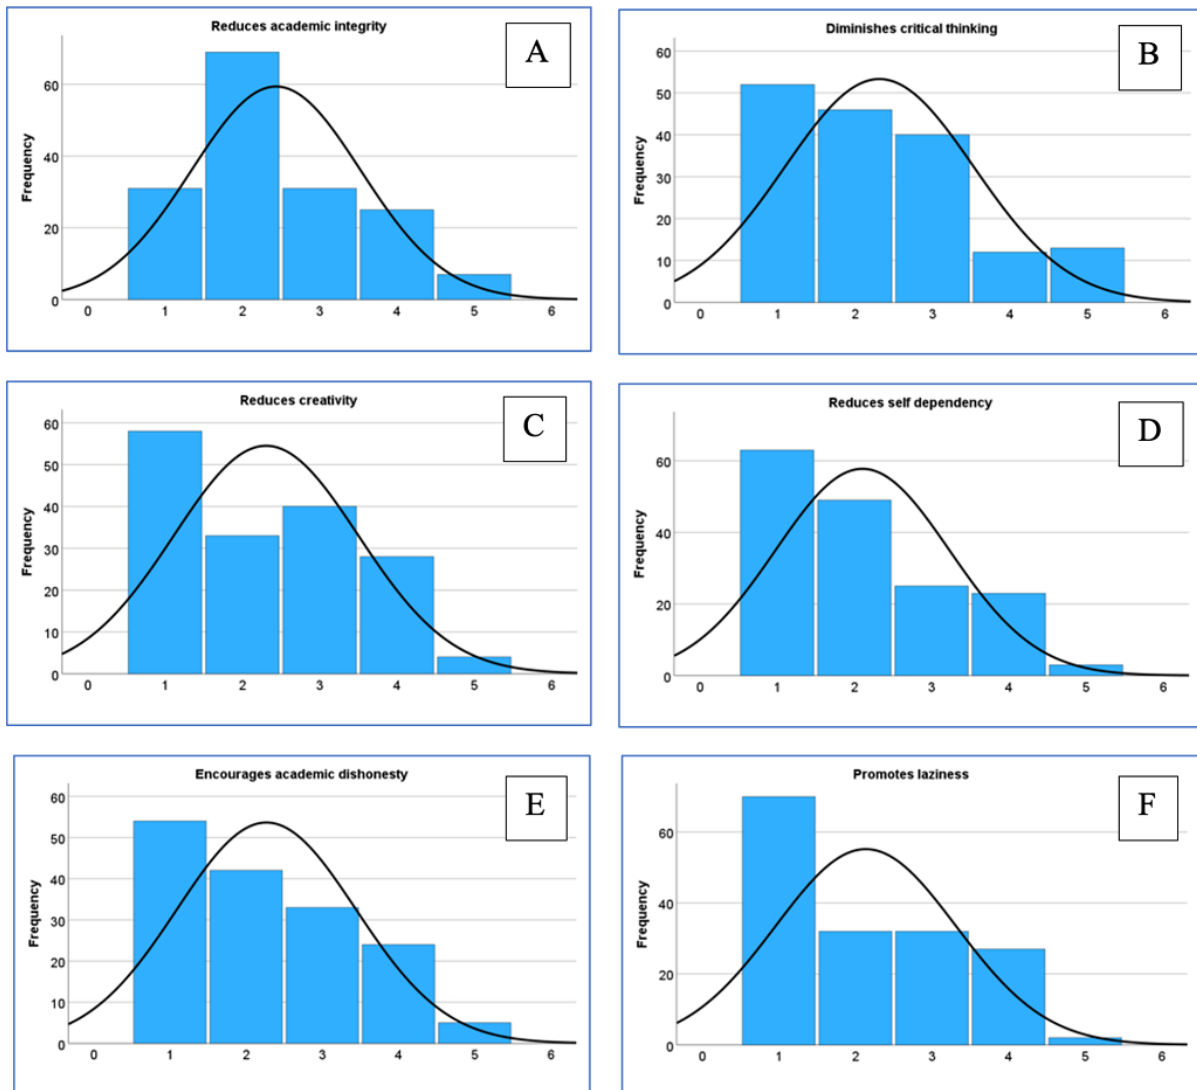 Reduces academic integrity
A
Frequency
60
40
20
0
0 1 2 3 4 5 6
Diminishes critical thinking
B
Frequency
60
50
40
30
20
10
0
0 1 2 3 4 5 6
Reduces creativity
C
Frequency
60
50
40
30
20
10
0
0 1 2 3 4 5 6
Reduces self dependency
D
Frequency
60
40
20
0
0 1 2 3 4 5 6
Encourages academic dishonesty
E
Frequency
60
50
40
30
20
10
0
0 1 2 3 4 5 6
Promotes laziness
F
Frequency
60
40
20
0
0 1 2 3 4 5 6